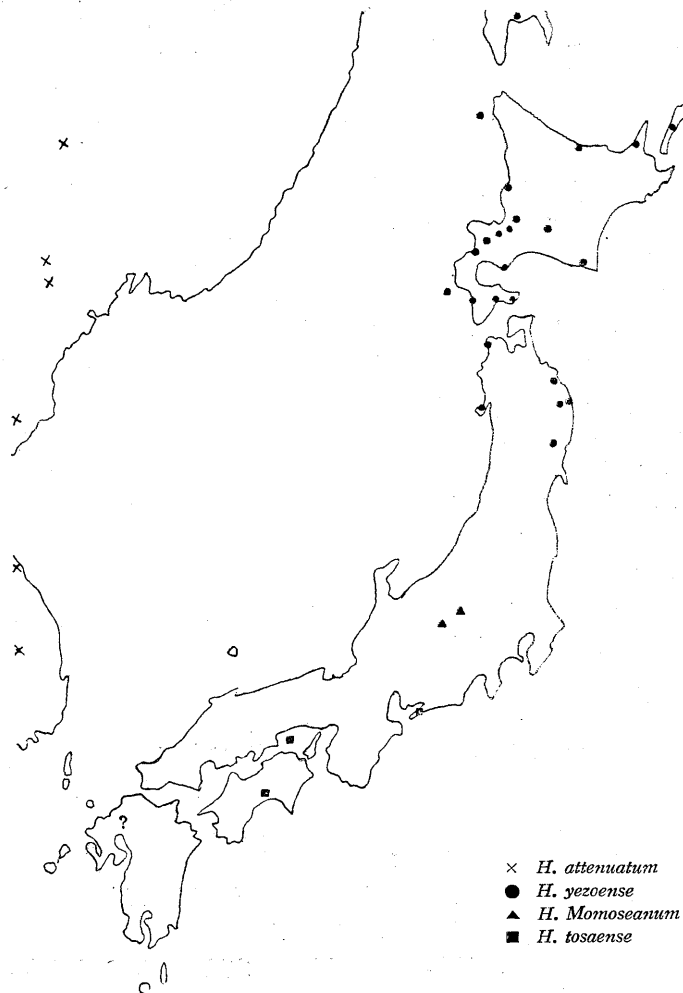 ?
× H. attenuatum
● H. yezoense
▲ H. Momoseanum
■ H. tosaense